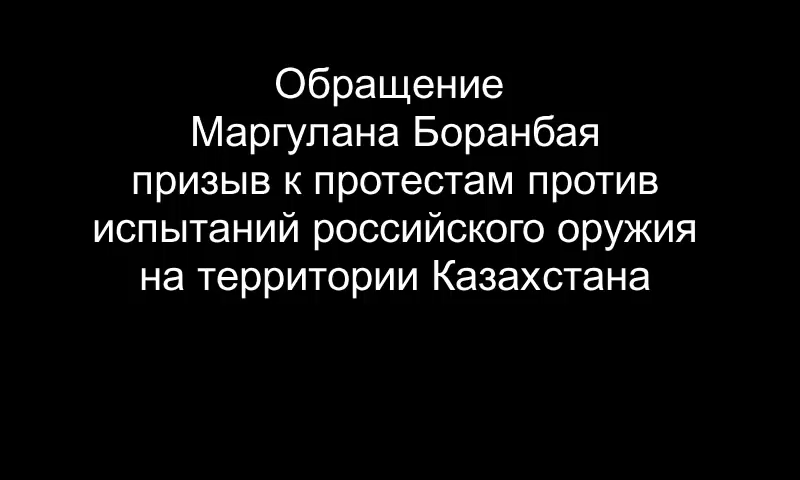 Обращение
Маргулана Боранбая
призыв к протестам против
испытаний российского оружия
на территории Казахстана